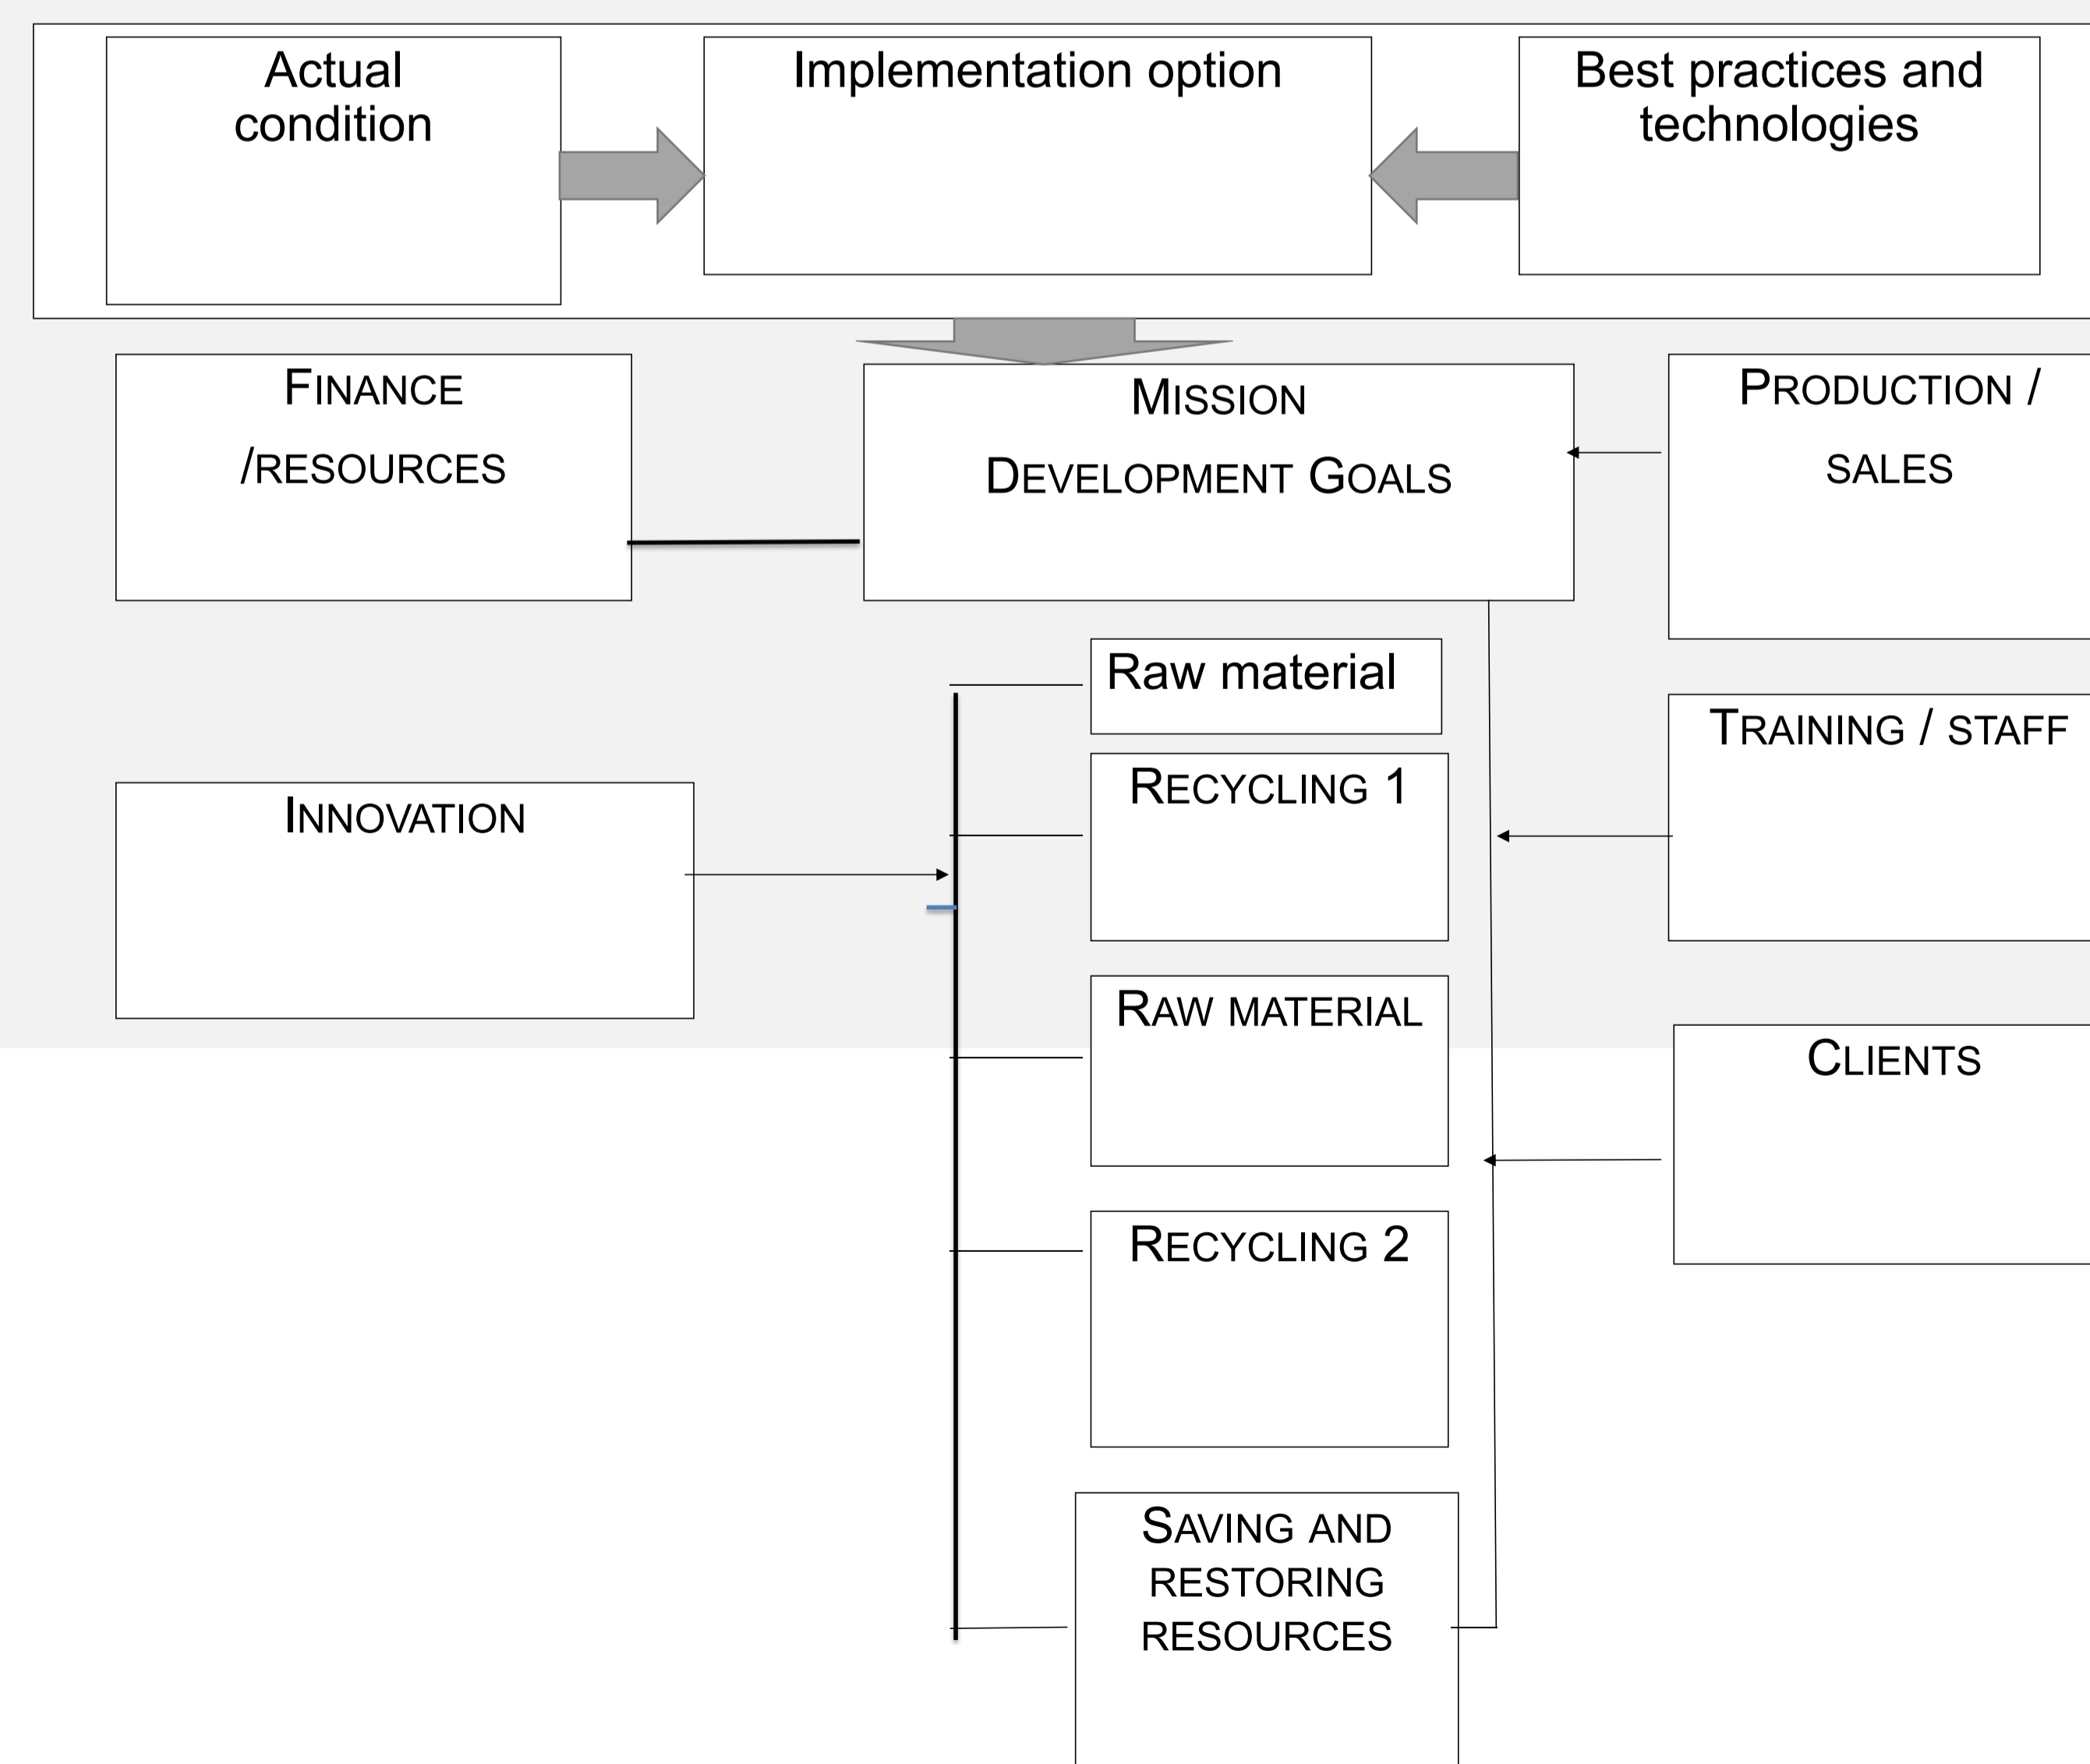 Actual
condition
Implementation option
Best practices and
technologies
Finance
/resources
Mission
Development Goals
Production /
sales
Raw material
Training / staff
Recycling 1
Innovation
Raw material
Clients
Recycling 2
Saving and
restoring
resources